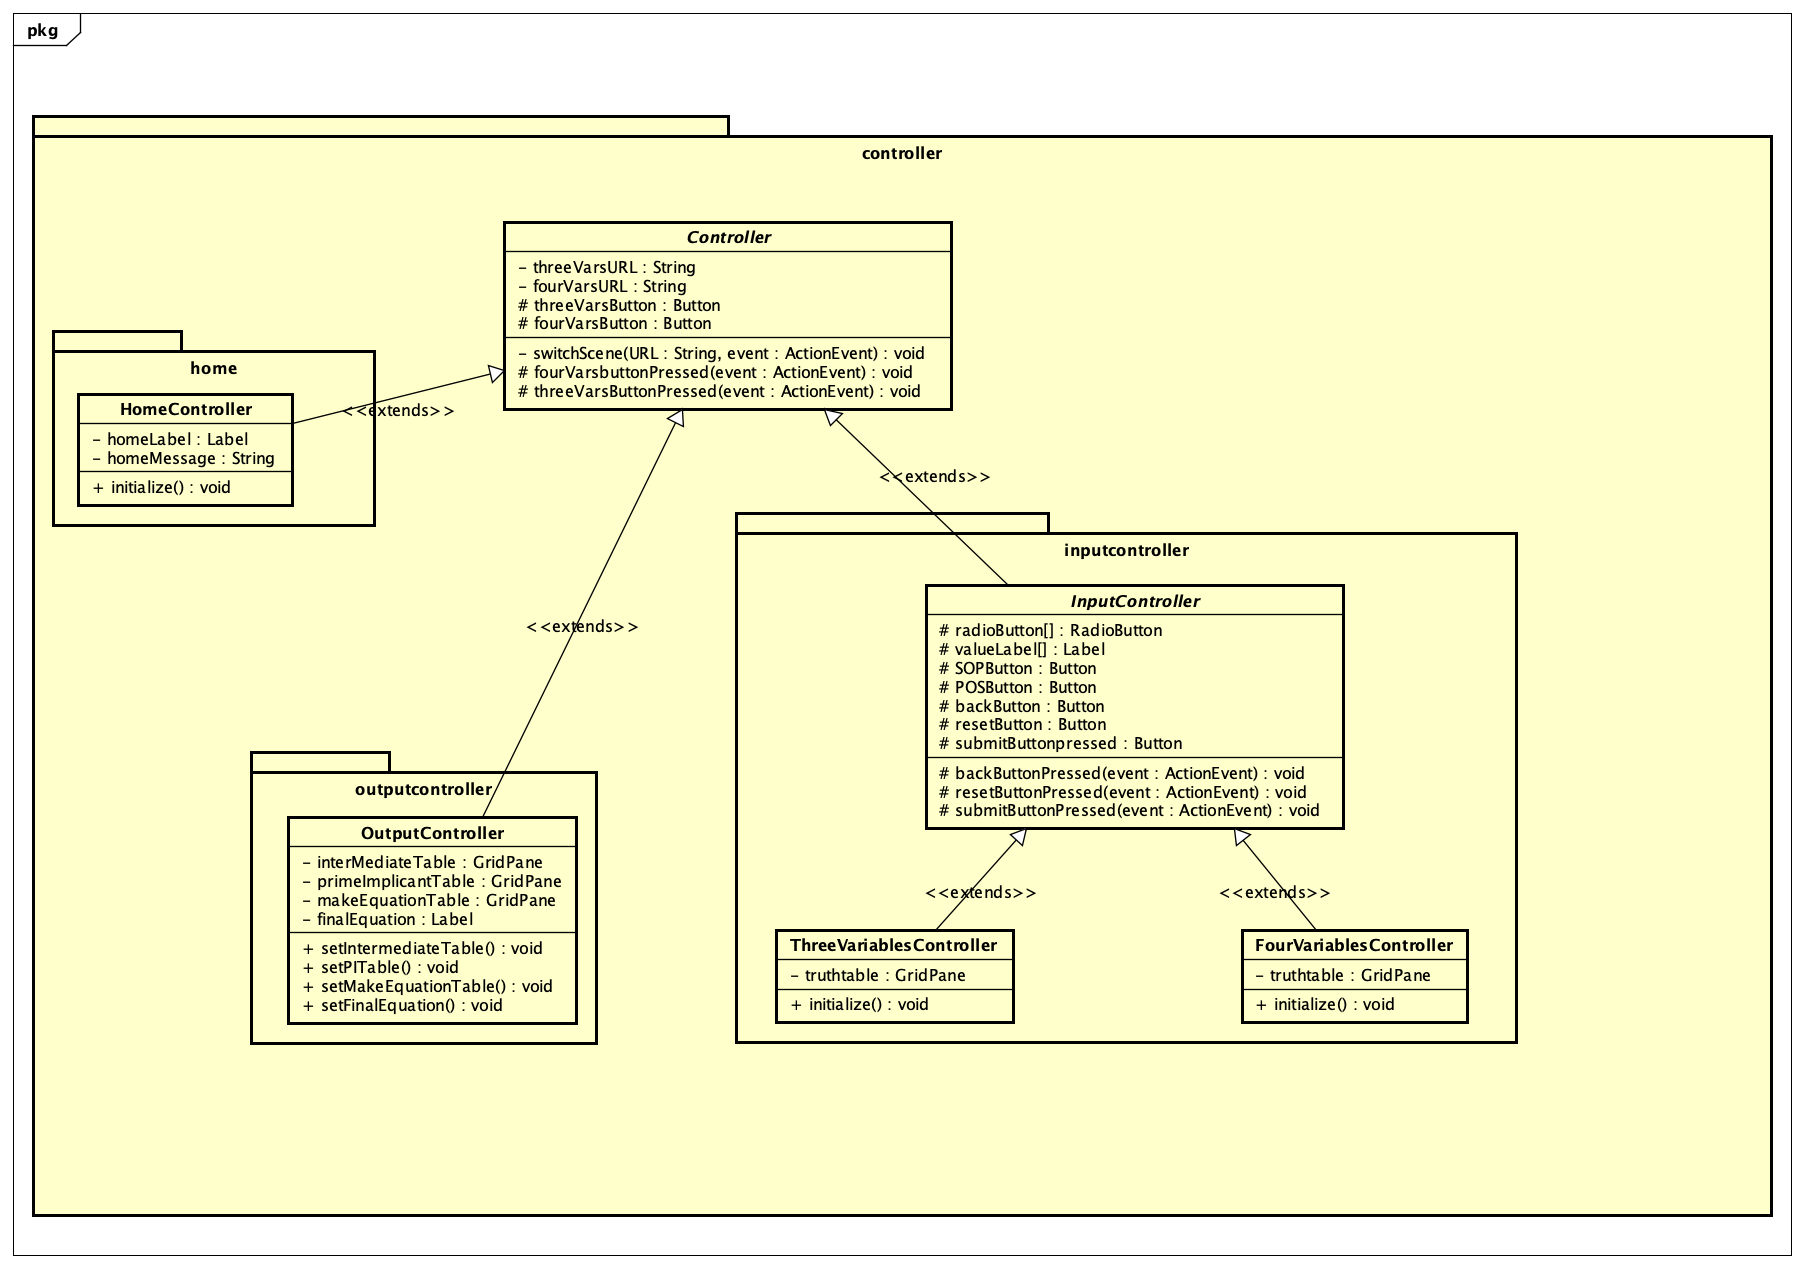 pkg
controller
Controller
- threeVarsURL : String
- fourVarsURL : String
# threeVarsButton : Button
# fourVarsButton : Button
- switchScene(URL : String, event : ActionEvent) : void
# fourVarsbuttonPressed(event : ActionEvent) : void
# threeVarsButtonPressed(event : ActionEvent) : void
home
HomeController
- homeLabel : Label
- homeMessage : String
+ initialize() : void
<<extends>>
<<extends>>
<<extends>>
inputcontroller
InputController
# radioButton[] : RadioButton
# valueLabel[] : Label
# SOPButton : Button
# POSButton : Button
# backButton : Button
# resetButton : Button
# submitButtonpressed : Button
# backButtonPressed(event : ActionEvent) : void
# resetButtonPressed(event : ActionEvent) : void
# submitButtonPressed(event : ActionEvent) : void
outputcontroller
OutputController
- interMediateTable : GridPane
- primeImplicantTable : GridPane
- makeEquationTable : GridPane
- finalEquation : Label
+ setIntermediateTable() : void
+ setPITable() : void
+ setMakeEquationTable() : void
+ setFinalEquation() : void
<<extends>>
<<extends>>
ThreeVariablesController
- truthtable : GridPane
+ initialize() : void
FourVariablesController
- truthtable : GridPane
+ initialize() : void